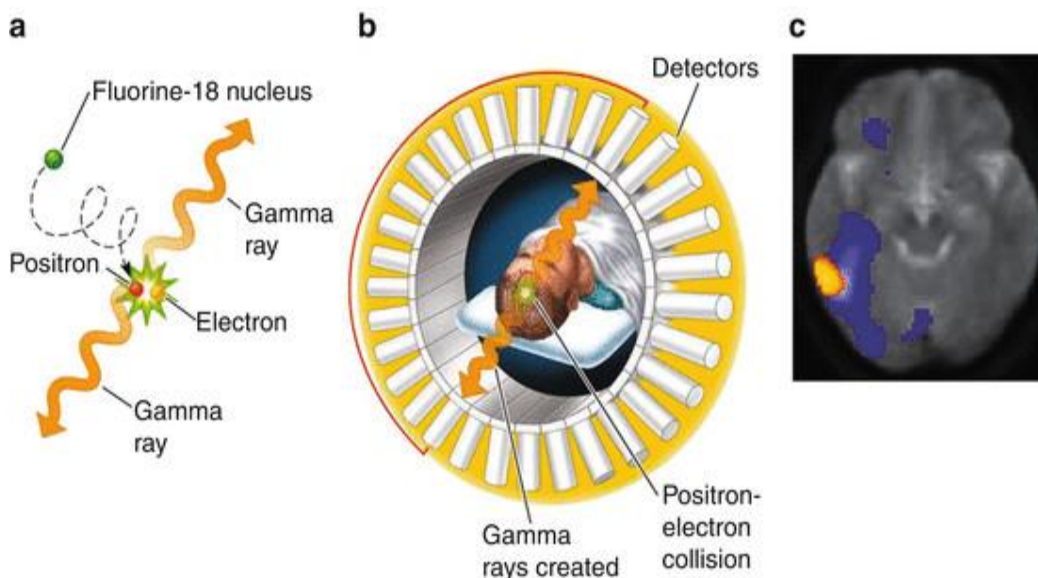 a
Fluorine-18 nucleus
Gamma
ray
Positron
Electron
Gamma
ray
b
Detectors
Gamma
rays created
Positron-
electron
collision
c